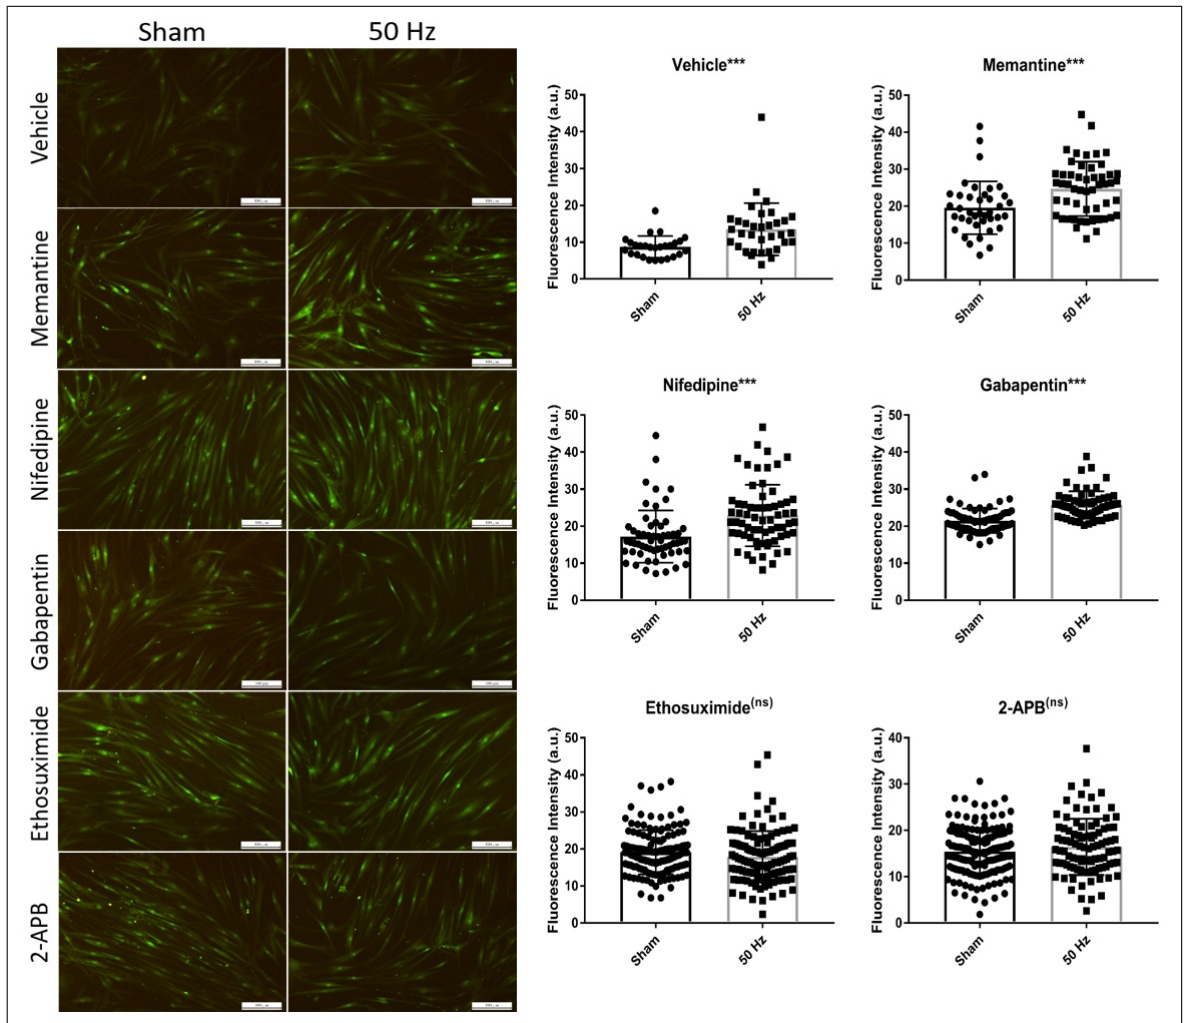 Sham 50 Hz
Vehicle
Memantine
Nifedipine
Gabapentin
Ethosuximide
2-APB
Vehicle***
Fluorescence Intensity (a.u.)
50
40
30
20
10
0
Sham
50 Hz
Memantine***
Fluorescence Intensity (a.u.)
50
40
30
20
10
0
Sham
50 Hz
Nifedipine***
Fluorescence Intensity (a.u.)
50
40
30
20
10
0
Sham
50 Hz
Gabapentin***
Fluorescence Intensity (a.u.)
50
40
30
20
10
0
Sham
50 Hz
Ethosuximide(ns)
Fluorescence Intensity (a.u.)
50
40
30
20
10
0
Sham
50 Hz
2-APB(ns)
Fluorescence Intensity (a.u.)
40
30
20
10
0
Sham
50 Hz